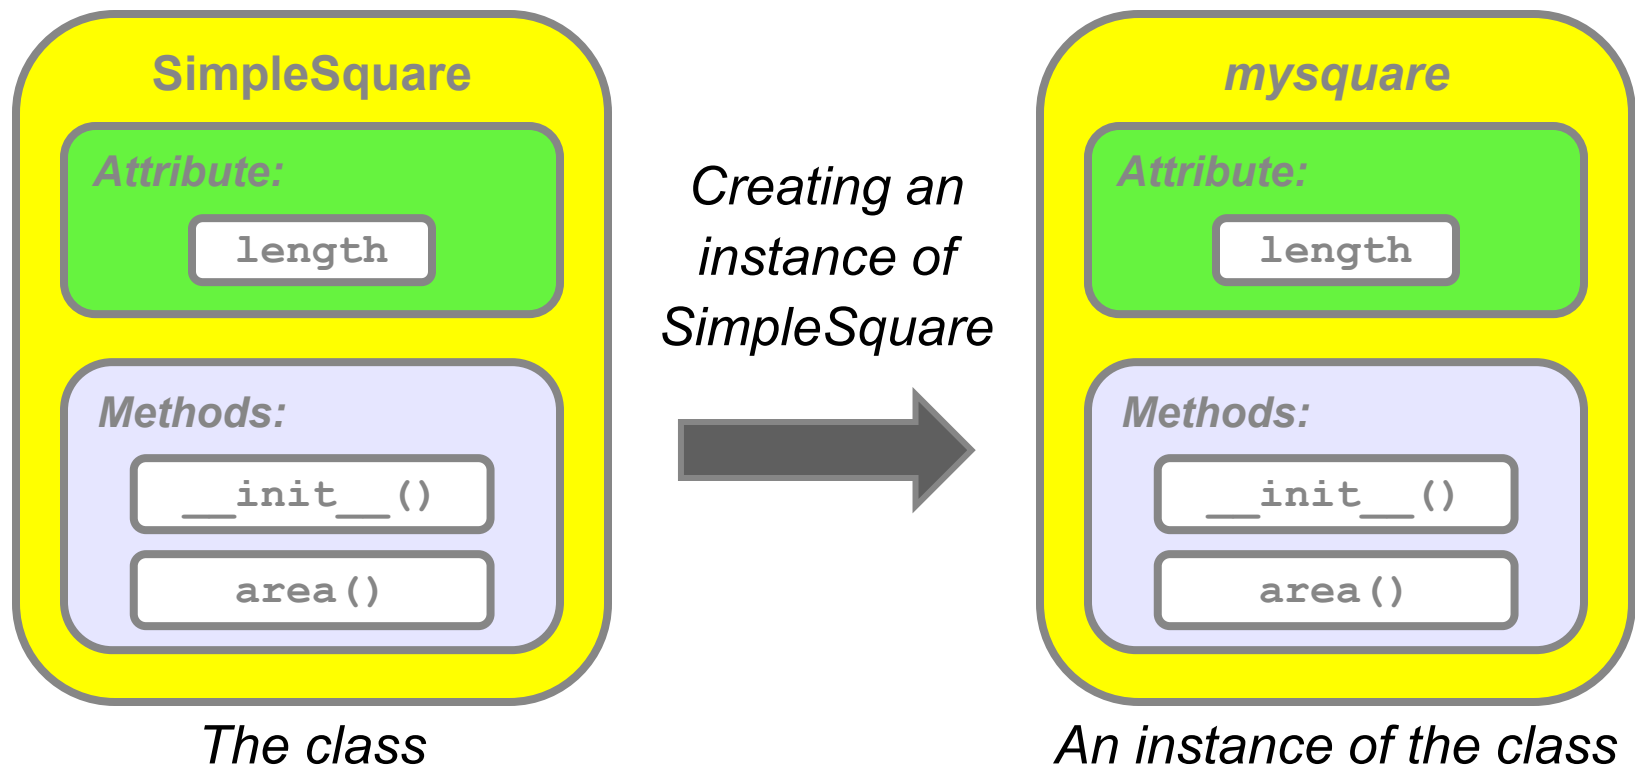 SimpleSquare
Attribute:
length
Methods:
__init__()
area()
The class
Creating an
instance of
SimpleSquare
mysquare
Attribute:
length
Methods:
__init__()
area()
An instance of the class